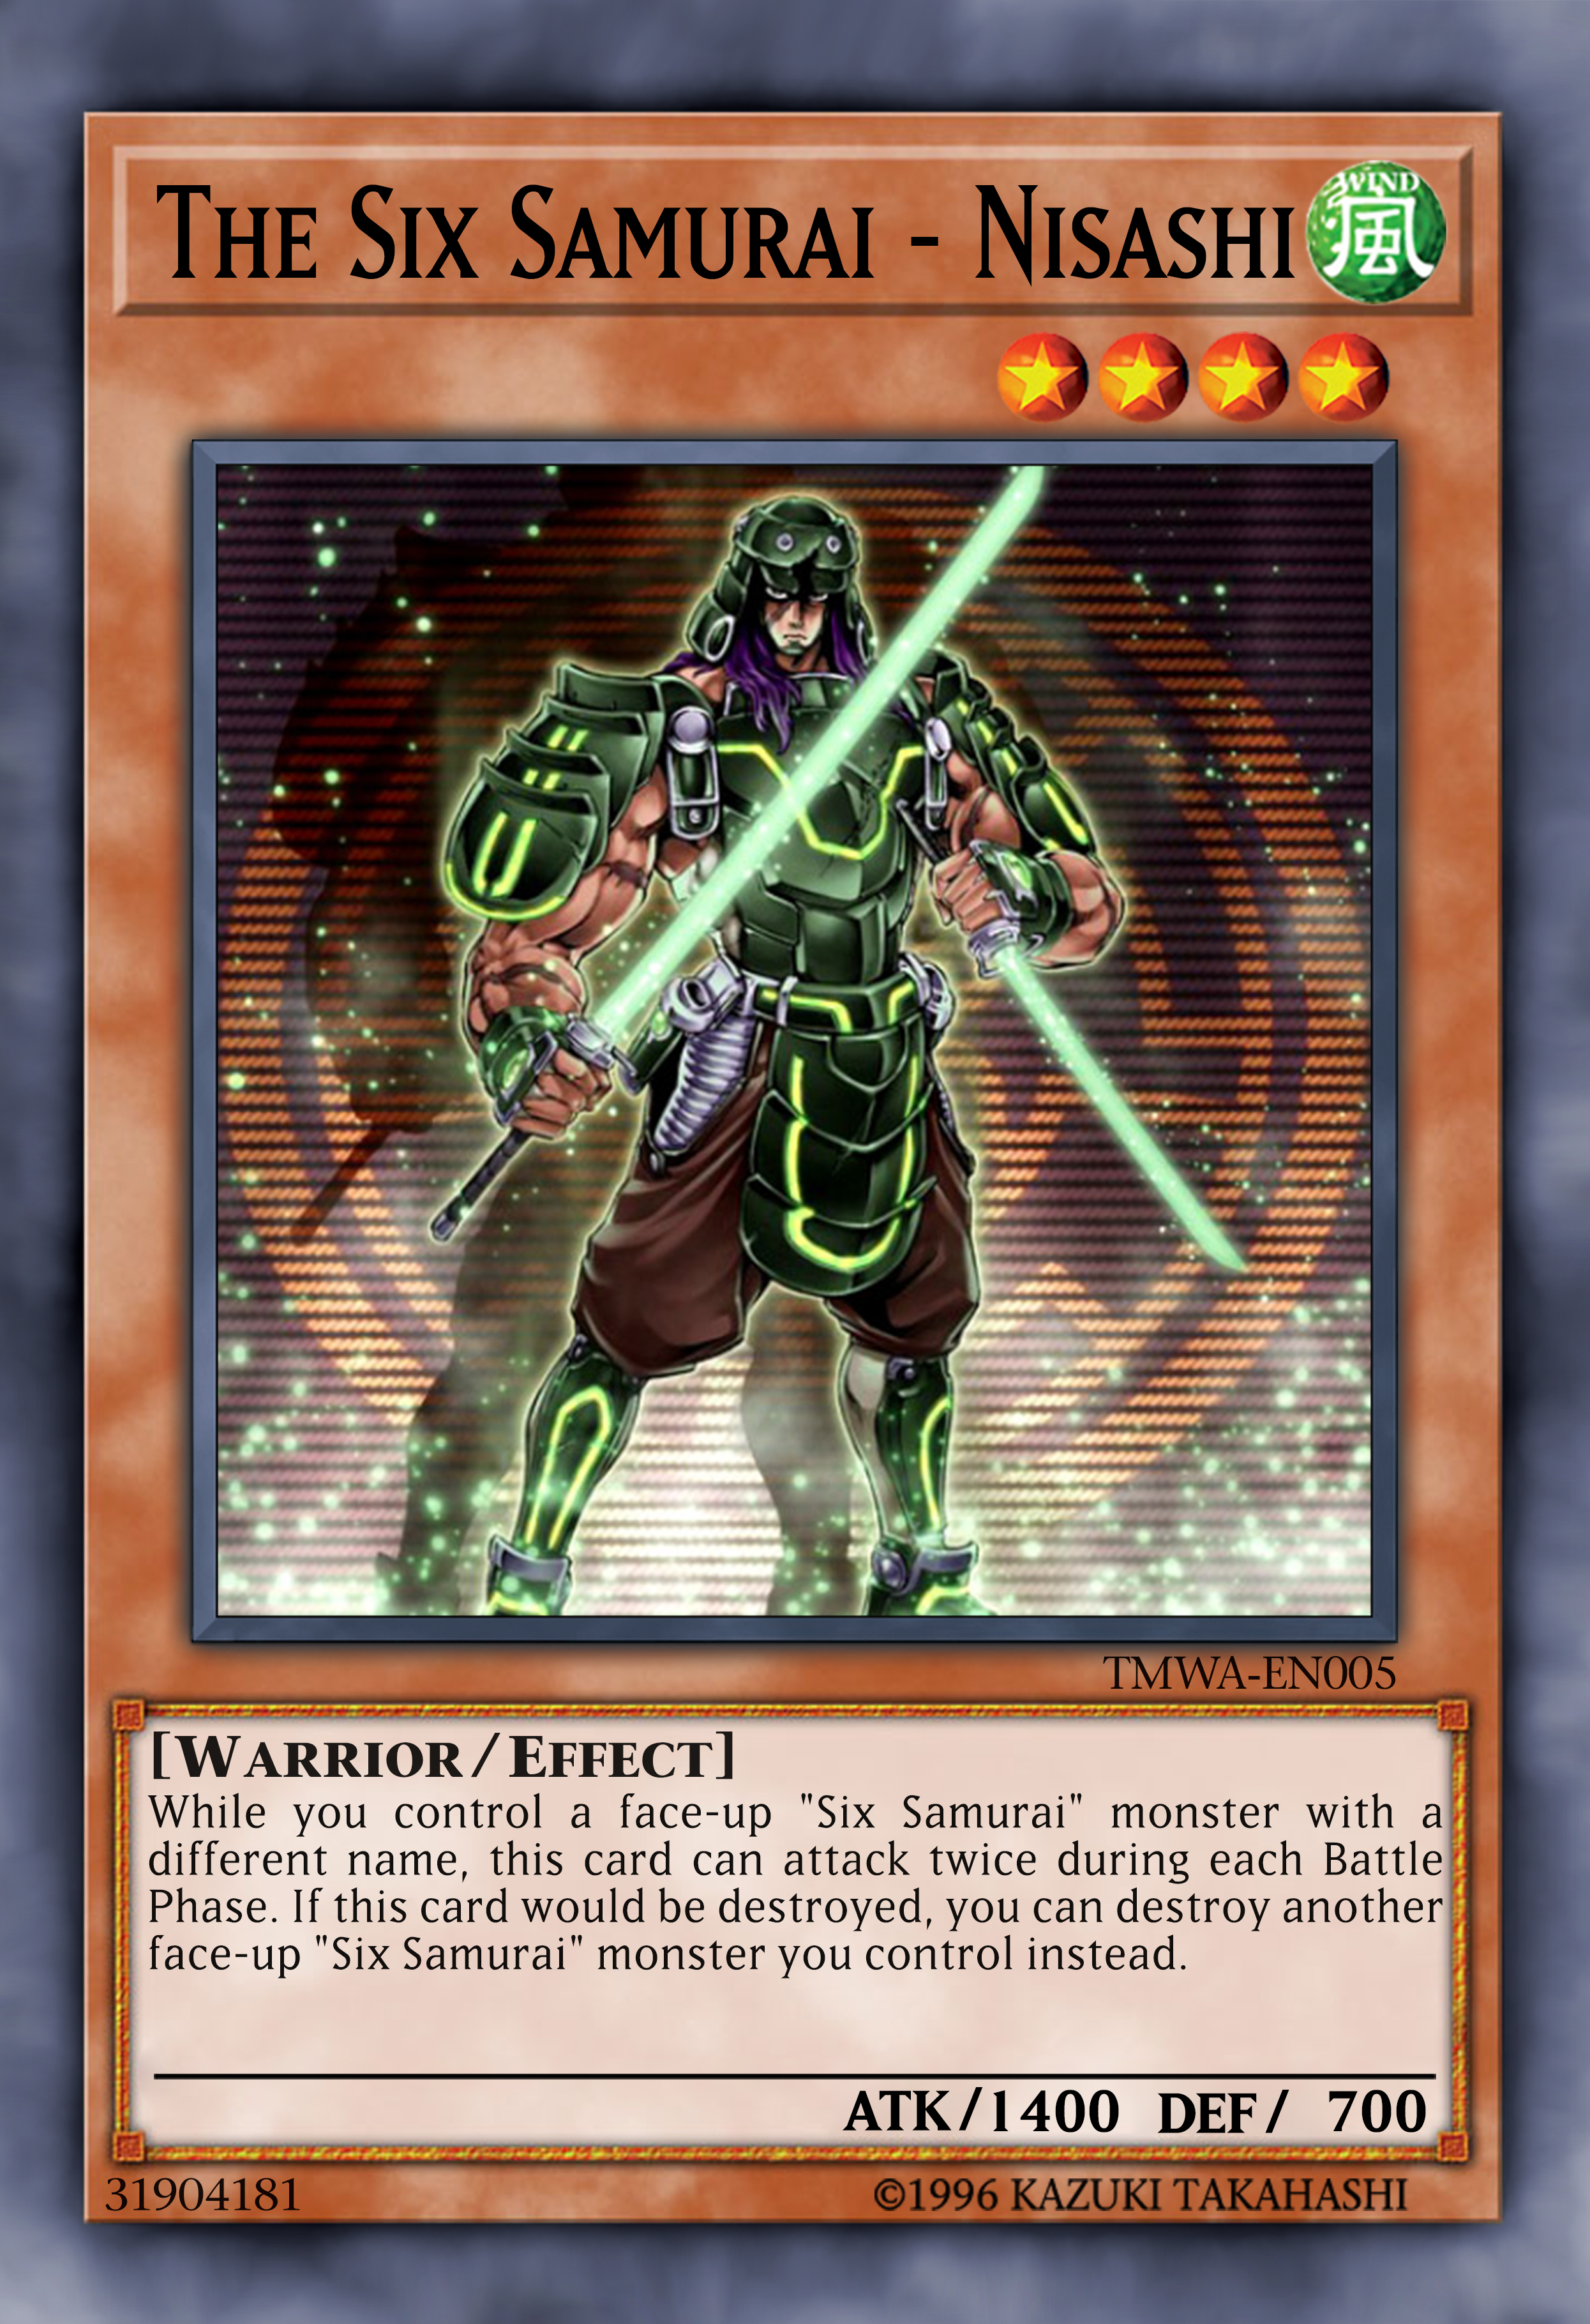 THE SIX SAMURAI - NISASHI
WIND
風
TMWA-EN005
[WARRIOR/EFFECT]
While you control a face-up "Six Samurai" monster with a
different name, this card can attack twice during each Battle
Phase. If this card would be destroyed, you can destroy another
face-up "Six Samurai" monster you control instead.
ATK/1400 DEF/ 700
31904181 ©1996 KAZUKI TAKAHASHI